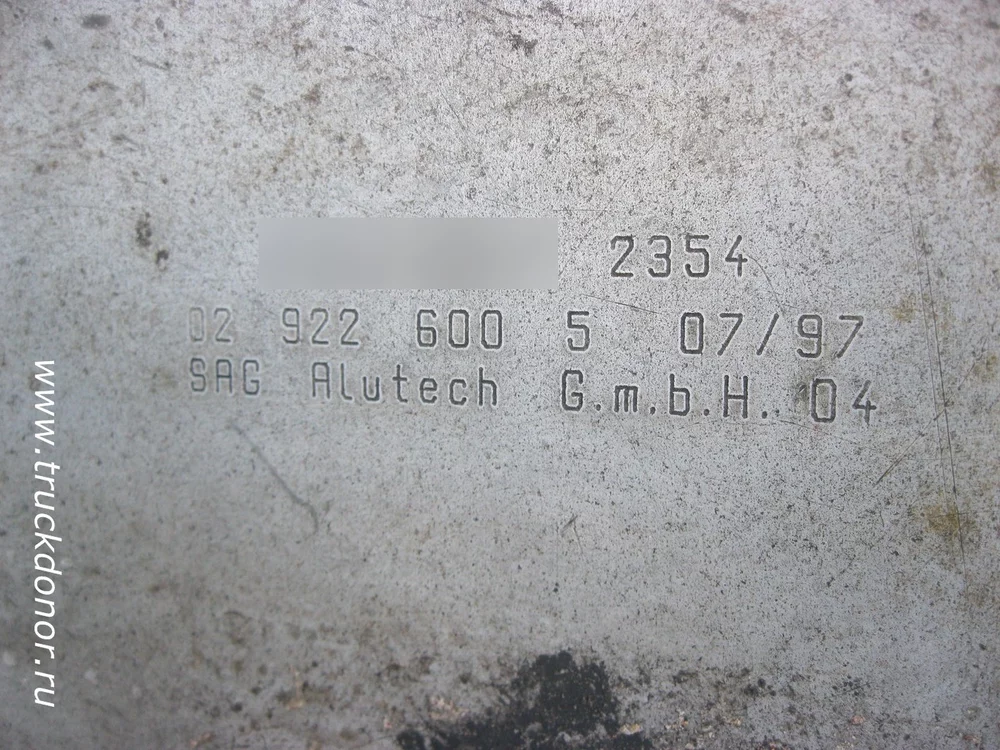 2354
02 922 600 5 07/97
SAG Alutech G.m.b.H. 04
www.truckdonor.ru